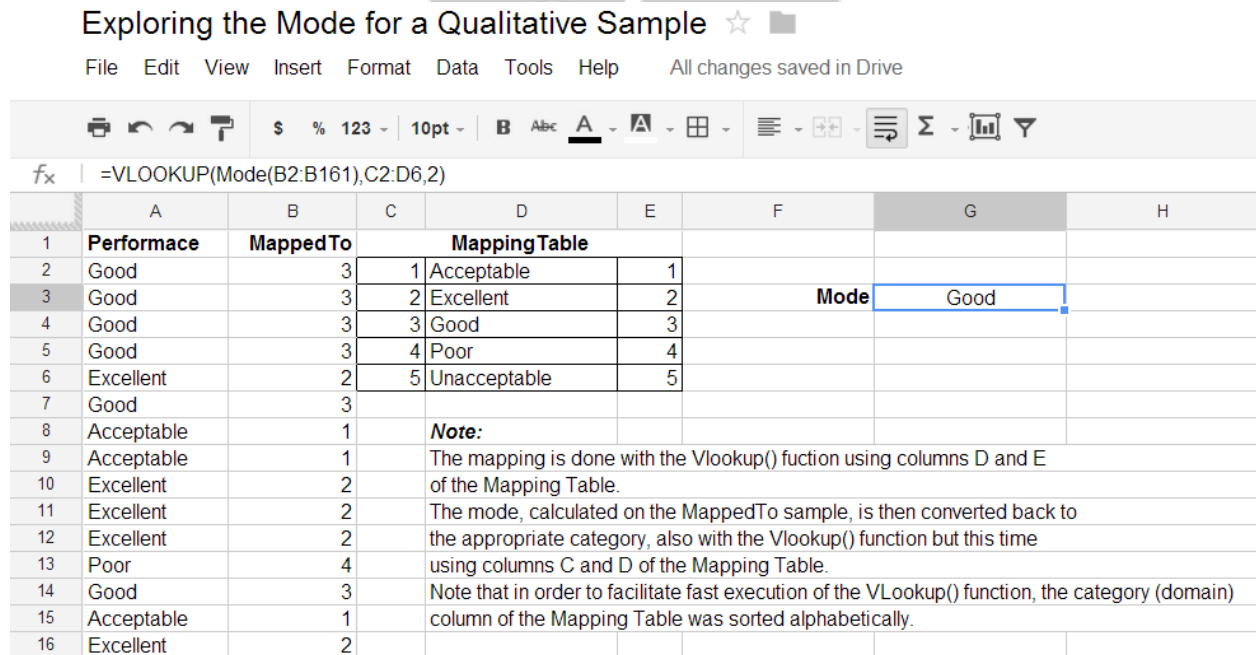 Exploring the Mode for a Qualitative Sample
File Edit View Insert Format Data Tools Help All changes saved in Drive
$ % 123 10pt B Abc A A Σ
fx =VLOOKUP(Mode(B2:B161),C2:D6,2)
A B C D E F G H
1 Performace MappedTo MappingTable
2 Good 3 1 Acceptable 1
3 Good 3 2 Excellent 2 Mode Good
4 Good 3 3 Good 3
5 Good 3 4 Poor 4
6 Excellent 2 5 Unacceptable 5
7 Good 3
8 Acceptable 1 Note:
9 Acceptable 1 The mapping is done with the Vlookup() fuction using columns D and E
10 Excellent 2 of the Mapping Table.
11 Excellent 2 The mode, calculated on the MappedTo sample, is then converted back to
12 Excellent 2 the appropriate category, also with the Vlookup() function but this time
13 Poor 4 using columns C and D of the Mapping Table.
14 Good 3 Note that in order to facilitate fast execution of the VLookup() function, the category (domain)
15 Acceptable 1 column of the Mapping Table was sorted alphabetically.
16 Excellent 2